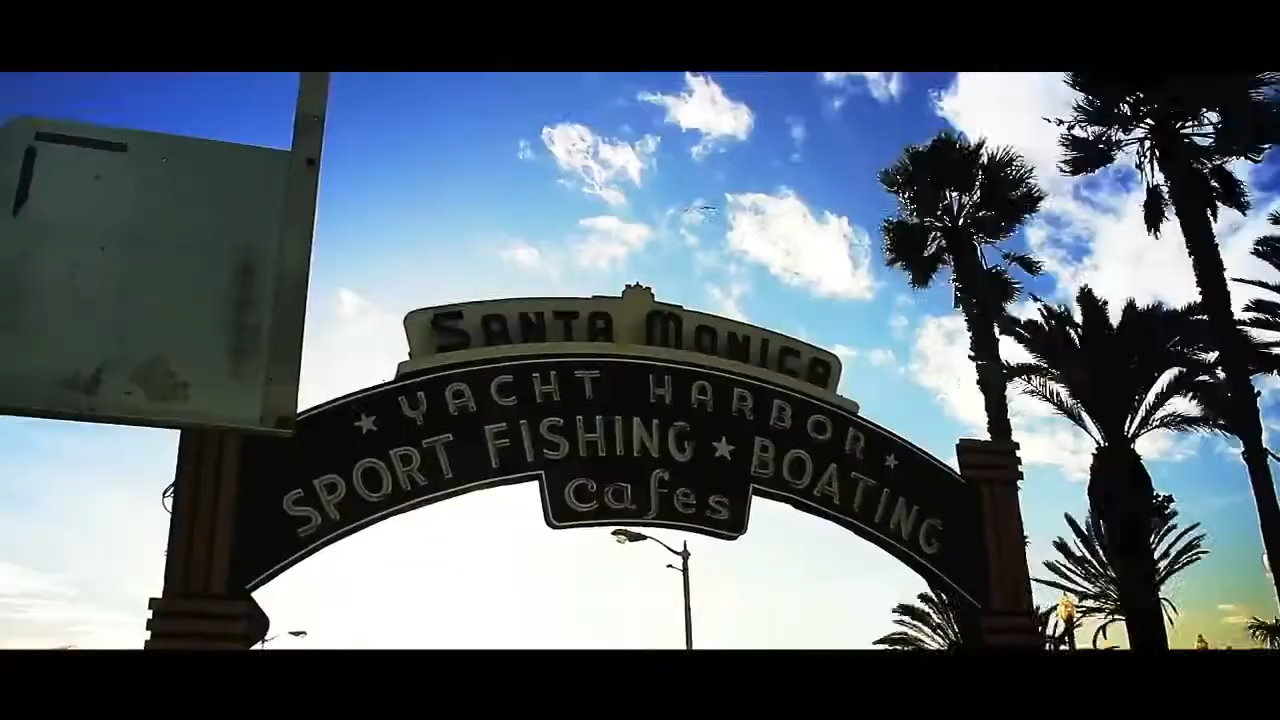 SANTA MONICA
★ YACHT HARBOR ★
SPORT FISHING ★ BOATING
Cafes